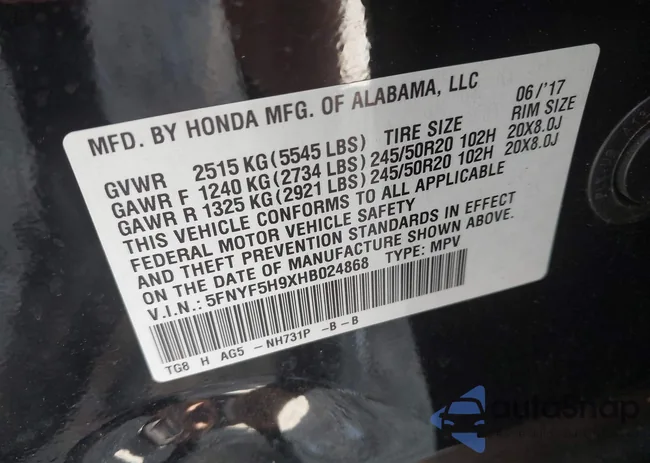 MFD. BY HONDA MFG. OF ALABAMA, LLC 06/'17
GVWR 2515 KG (5545 LBS) TIRE SIZE RIM SIZE
GAWR F 1240 KG (2734 LBS) 245/50R20 102H 20X8.0J
GAWR R 1325 KG (2921 LBS) 245/50R20 102H 20X8.0J
THIS VEHICLE CONFORMS TO ALL APPLICABLE
FEDERAL MOTOR VEHICLE SAFETY
AND THEFT PREVENTION STANDARDS IN EFFECT
ON THE DATE OF MANUFACTURE SHOWN ABOVE.
V.I.N.: 5FNYF5H9XHB024868 TYPE: MPV
TG8 H AG5 -NH731P -B-B
autoSnap